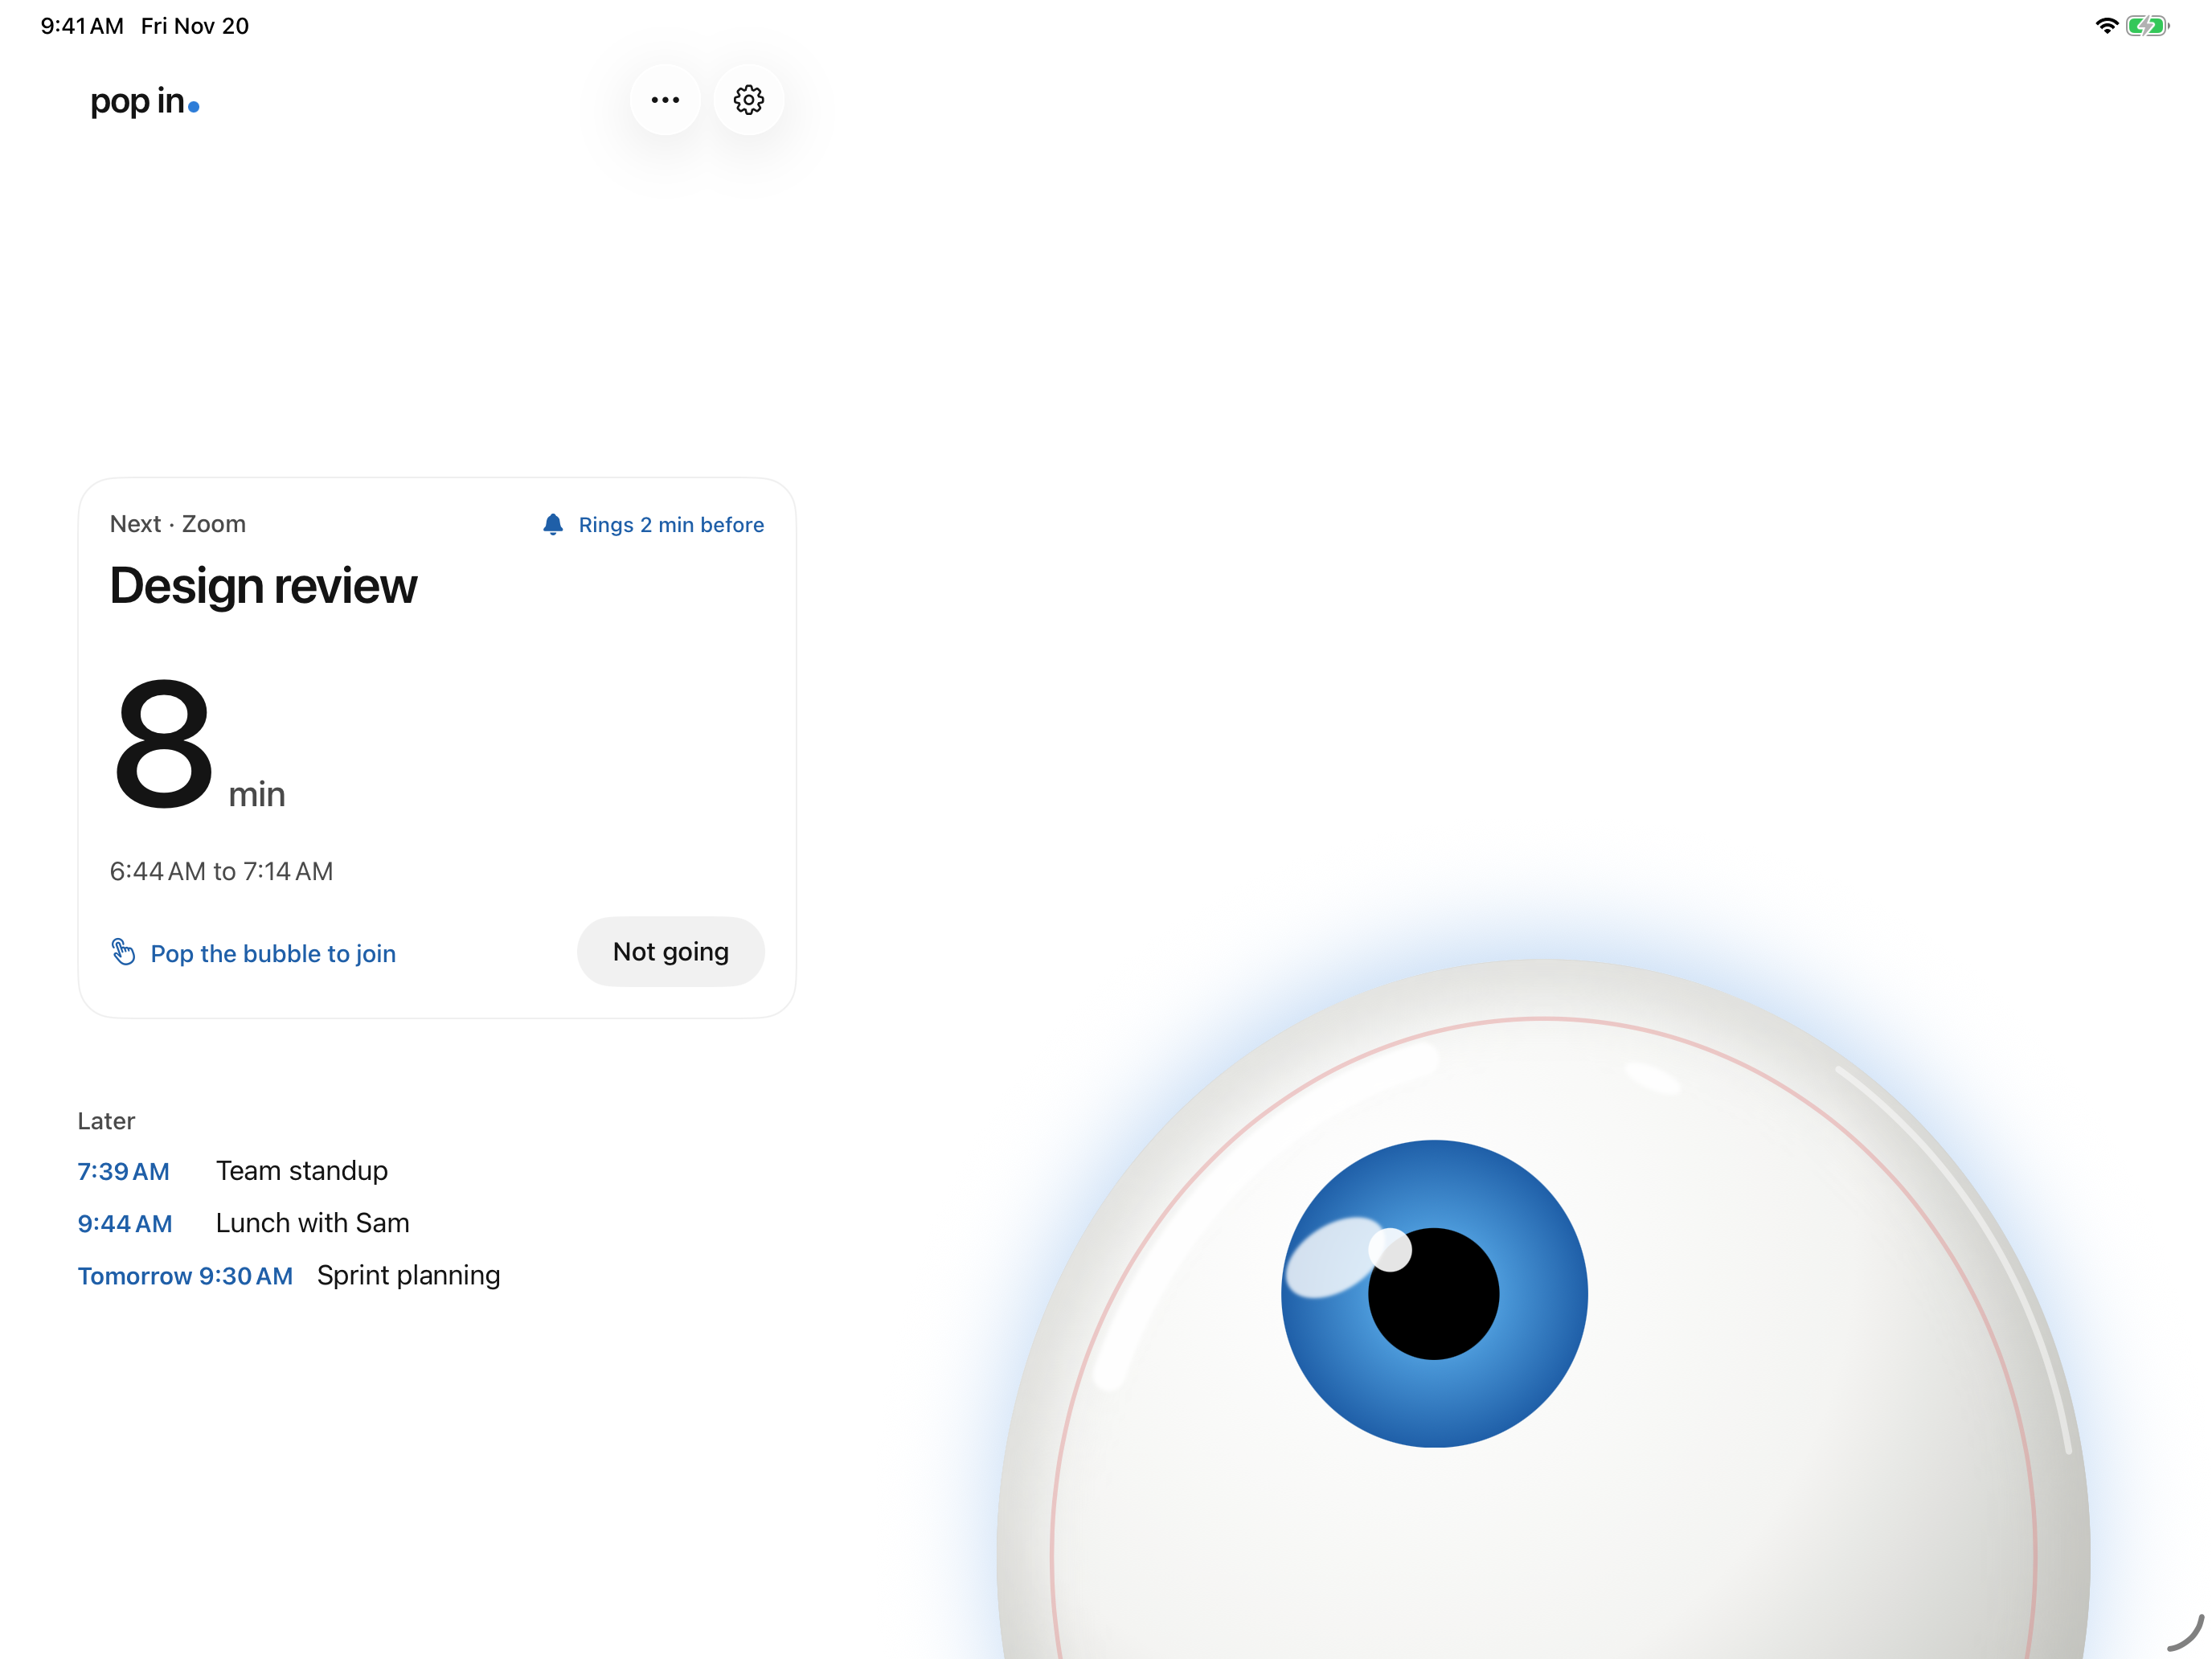 9:41 AM Fri Nov 20
pop in.
Next · Zoom
Rings 2 min before
Design review
8 min
6:44 AM to 7:14 AM
Pop the bubble to join
Not going
Later
7:39 AM Team standup
9:44 AM Lunch with Sam
Tomorrow 9:30 AM Sprint planning